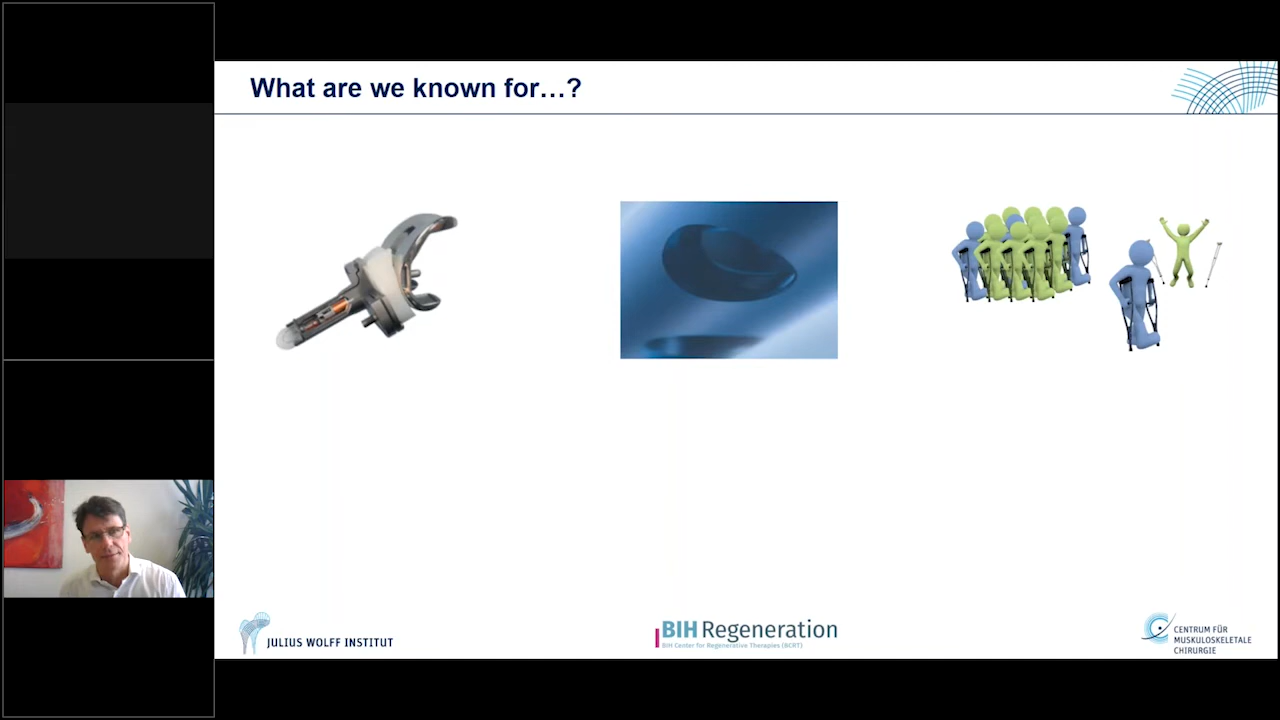 What are we known for…?
JULIUS WOLFF INSTITUT
BIH Regeneration
BIH Center for Regenerative Therapies (BCRT)
CENTRUM FÜR
MUSKULOSKELETALE
CHIRURGIE